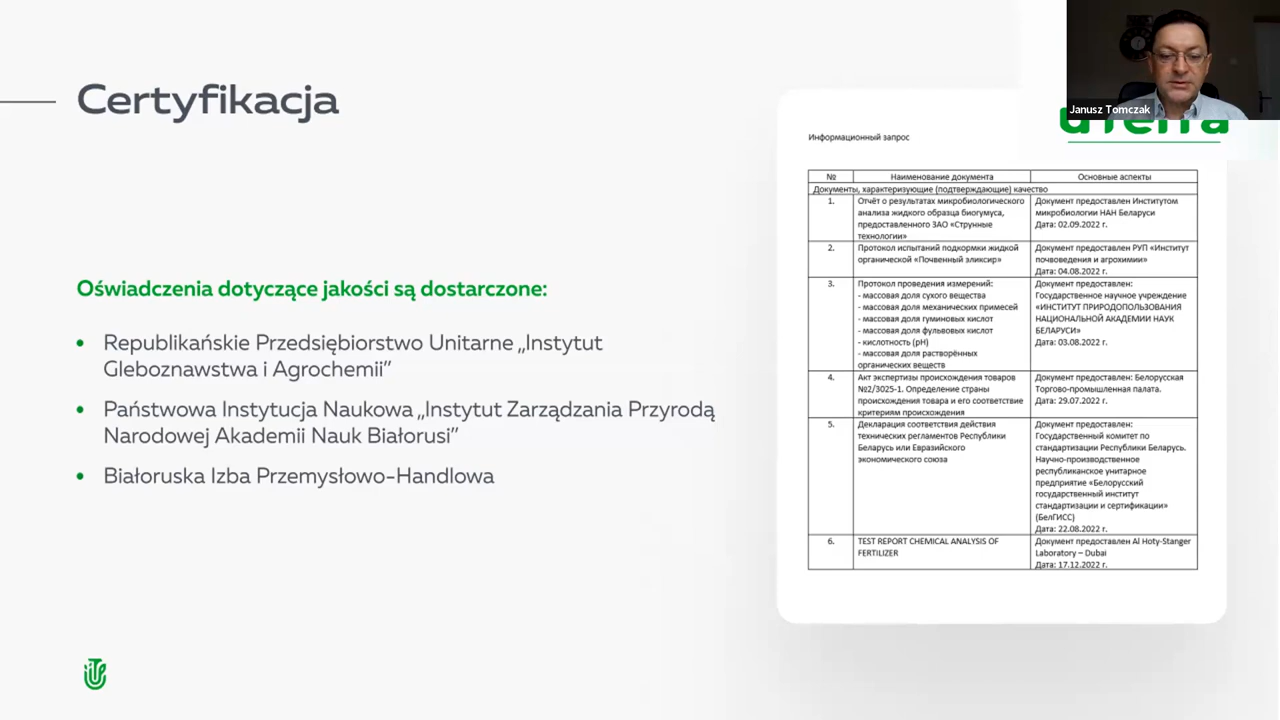 Certyfikacja
Oświadczenia dotyczące jakości są dostarczone:
• Republikańskie Przedsiębiorstwo Unitarne „Instytut
Gleboznawstwa i Agrochemii”
• Państwowa Instytucja Naukowa „Instytut Zarządzania Przyrodą
Narodowej Akademii Nauk Białorusi”
• Białoruska Izba Przemysłowo-Handlowa
Janusz Tomczak
Информационный запрос
№ Наименование документа Основные аспекты
Документы, характеризующие (подтверждающие) качество
1. Отчёт о результатах микробиологического Документ предоставлен Институтом
анализа жидкого образца биогумуса, микробиологии НАН Беларуси
предоставленного ЗАО «Струнные Дата: 02.09.2022 г.
технологии»
2. Протокол испытаний подкормки жидкой Документ предоставлен РУП «Институт
органической «Почвенный эликсир» почвоведения и агрохимии»
Дата: 04.08.2022 г.
3. Протокол проведения измерений: Документ предоставлен:
- массовая доля сухого вещества Государственное научное учреждение
- массовая доля механических примесей «ИНСТИТУТ ПРИРОДОПОЛЬЗОВАНИЯ
- массовая доля гуминовых кислот НАЦИОНАЛЬНОЙ АКАДЕМИИ НАУК
- массовая доля фульвовых кислот БЕЛАРУСИ»
- кислотность (pH) Дата: 03.08.2022 г.
- массовая доля растворённых
органических веществ
4. Акт экспертизы происхождения товаров Документ предоставлен: Белорусская
№2/3025-1. Определение страны Торгово-промышленная палата.
происхождения товара и его соответствие Дата: 29.07.2022 г.
критериям происхождения
5. Декларация соответствия действия Документ предоставлен:
технических регламентов Республики Государственный комитет по
Беларусь или Евразийского стандартизации Республики Беларусь.
экономического союза Научно-производственное
республиканское унитарное
предприятие «Белорусский
государственный институт
стандартизации и сертификации»
(БелГИСС)
Дата: 22.08.2022 г.
6. TEST REPORT CHEMICAL ANALYSIS OF Документ предоставлен Al Hoty-Stanger
FERTILIZER Laboratory – Dubai
Дата: 17.12.2022 г.